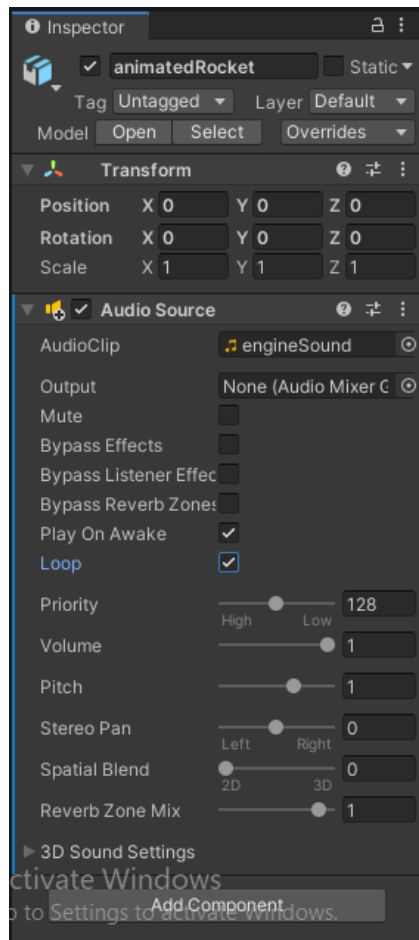 Inspector
animatedRocket Static
Tag Untagged Layer Default
Model Open Select Overrides
Transform
Position X 0 Y 0 Z 0
Rotation X 0 Y 0 Z 0
Scale X 1 Y 1 Z 1
Audio Source
AudioClip engineSound
Output None (Audio Mixer G
Mute
Bypass Effects
Bypass Listener Effec
Bypass Reverb Zones
Play On Awake
Loop
Priority 128
High Low
Volume 1
Pitch 1
Stereo Pan 0
Left Right
Spatial Blend 0
2D 3D
Reverb Zone Mix 1
3D Sound Settings
ctivate Windows
Add Component
o to Settings to activate Windows.